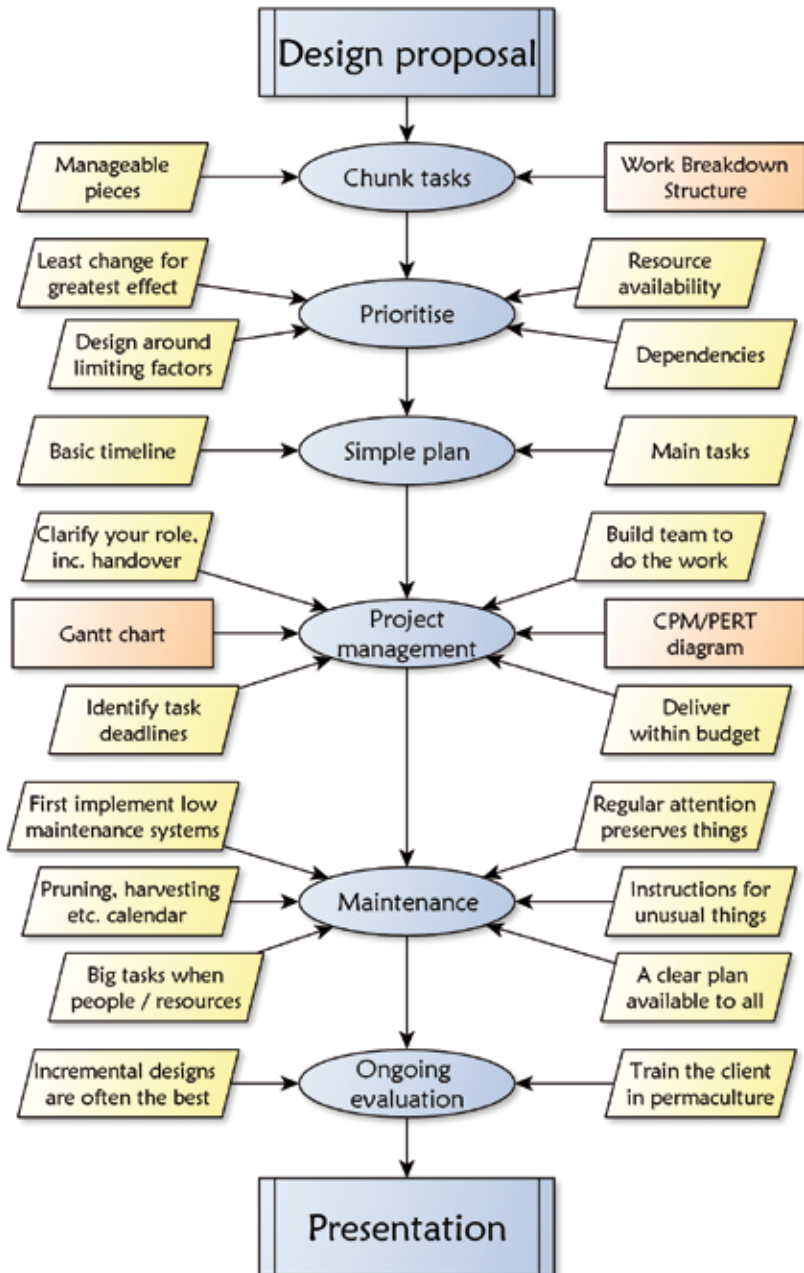 Design proposal
Manageable
pieces
Chunk tasks
Work Breakdown
Structure
Least change for
greatest effect
Resource
availability
Prioritise
Design around
limiting factors
Dependencies
Basic timeline
Simple plan
Main tasks
Clarify your role,
inc. handover
Build team to
do the work
Gantt chart
Project
management
CPM/PERT
diagram
Identify task
deadlines
Deliver
within budget
First implement low
maintenance systems
Regular attention
preserves things
Pruning, harvesting
etc. calendar
Maintenance
Instructions for
unusual things
Big tasks when
people / resources
A clear plan
available to all
Incremental designs
are often the best
Ongoing
evaluation
Train the client
in permaculture
Presentation